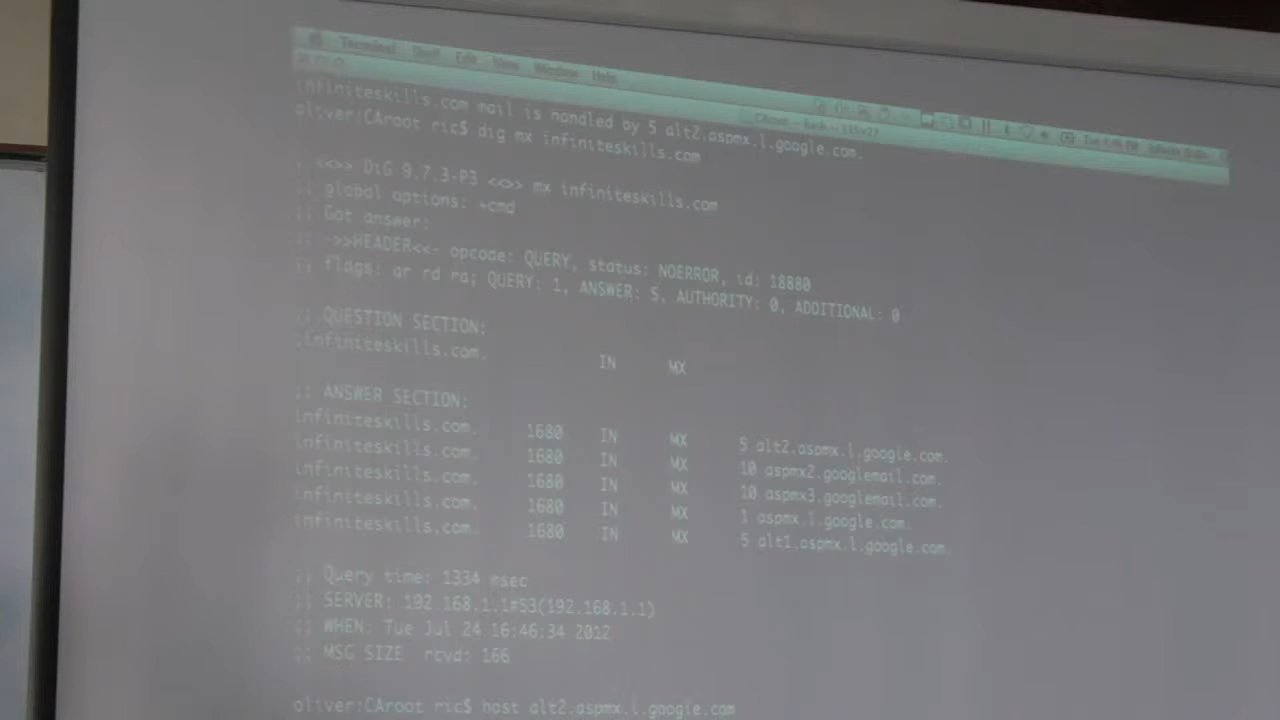 Terminal Shell Edit View Window Help
infiniteskills.com mail is handled by 5 alt2.aspmx.l.google.com.
oliver:CAroot ric$ dig mx infiniteskills.com
; <<>> DiG 9.7.3-P3 <<>> mx infiniteskills.com
;; global options: +cmd
;; Got answer:
;; ->>HEADER<<- opcode: QUERY, status: NOERROR, id: 18880
;; flags: qr rd ra; QUERY: 1, ANSWER: 5, AUTHORITY: 0, ADDITIONAL: 0
;; QUESTION SECTION:
;infiniteskills.com. IN MX
;; ANSWER SECTION:
infiniteskills.com. 1680 IN MX 5 alt2.aspmx.l.google.com.
infiniteskills.com. 1680 IN MX 10 aspmx2.googlemail.com.
infiniteskills.com. 1680 IN MX 10 aspmx3.googlemail.com.
infiniteskills.com. 1680 IN MX 1 aspmx.l.google.com.
infiniteskills.com. 1680 IN MX 5 alt1.aspmx.l.google.com.
;; Query time: 1334 msec
;; SERVER: 192.168.1.1#53(192.168.1.1)
;; WHEN: Tue Jul 24 16:46:34 2012
;; MSG SIZE rcvd: 166
oliver:CAroot ric$ host alt2.aspmx.l.google.com